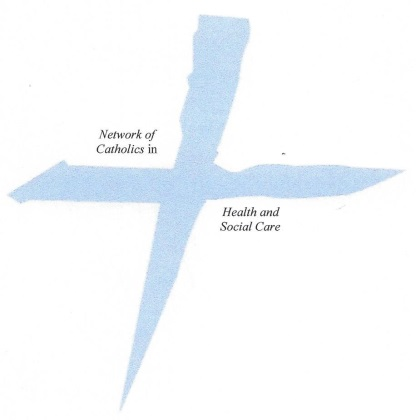 Network of
Catholics in
Health and
Social Care